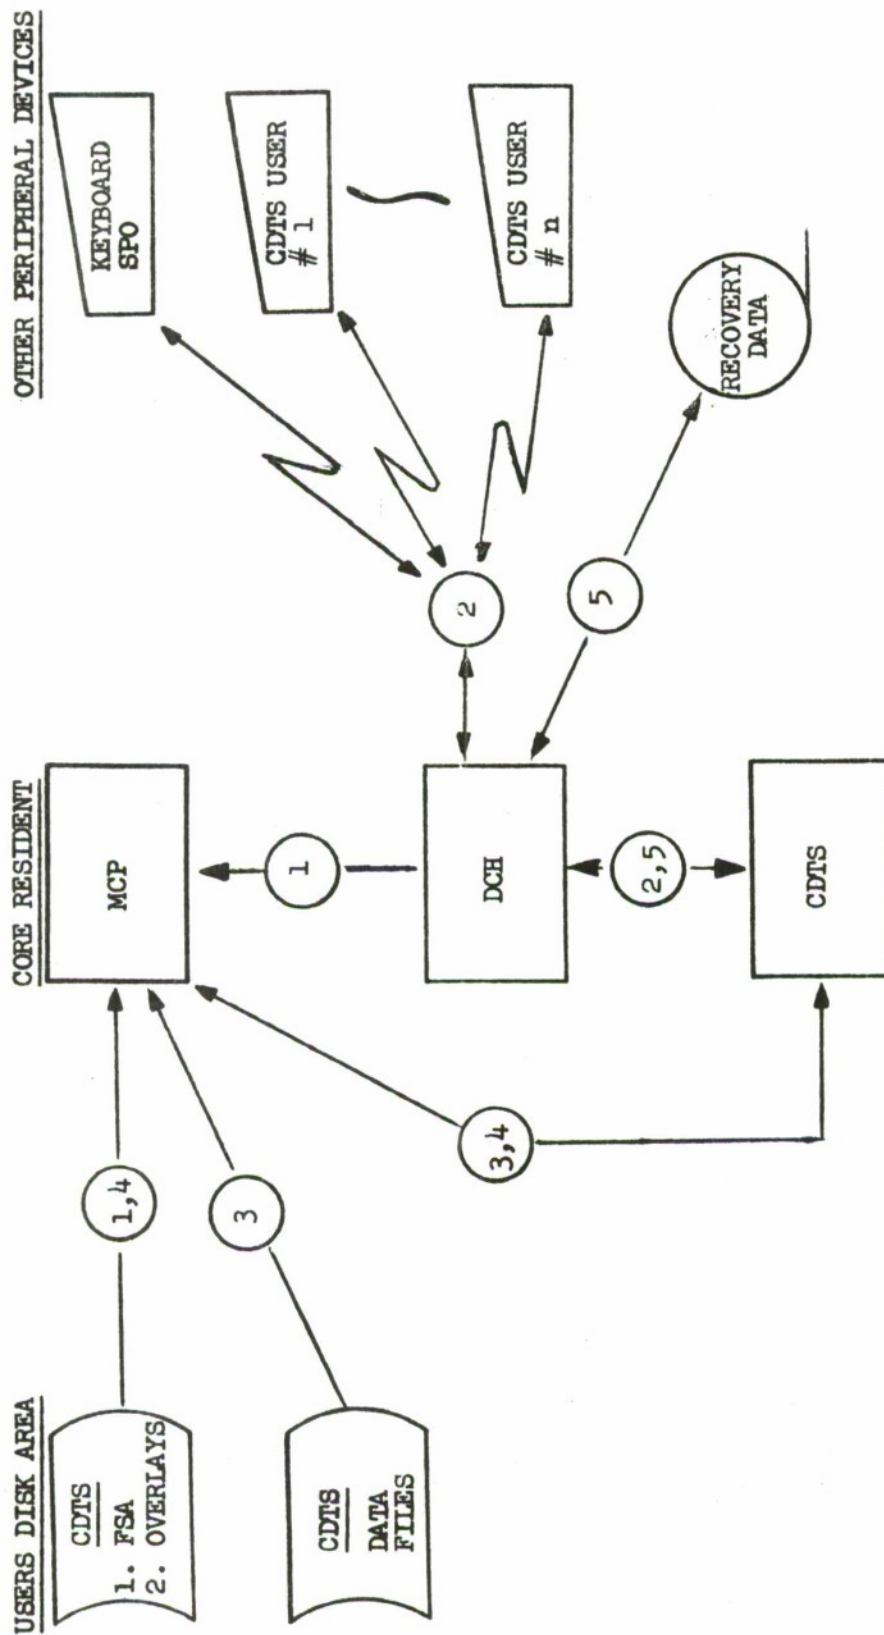 USERS DISK AREA
CDTS
1. FSA
2. OVERLAYS
CDTS
DATA
FILES
1,4
3
3,4
CORE RESIDENT
MCP
1
DCH
2,5
CDTS
2
5
OTHER PERIPHERAL DEVICES
KEYBOARD
SPO
CDTS USER
# 1
CDTS USER
# n
RECOVERY
DATA